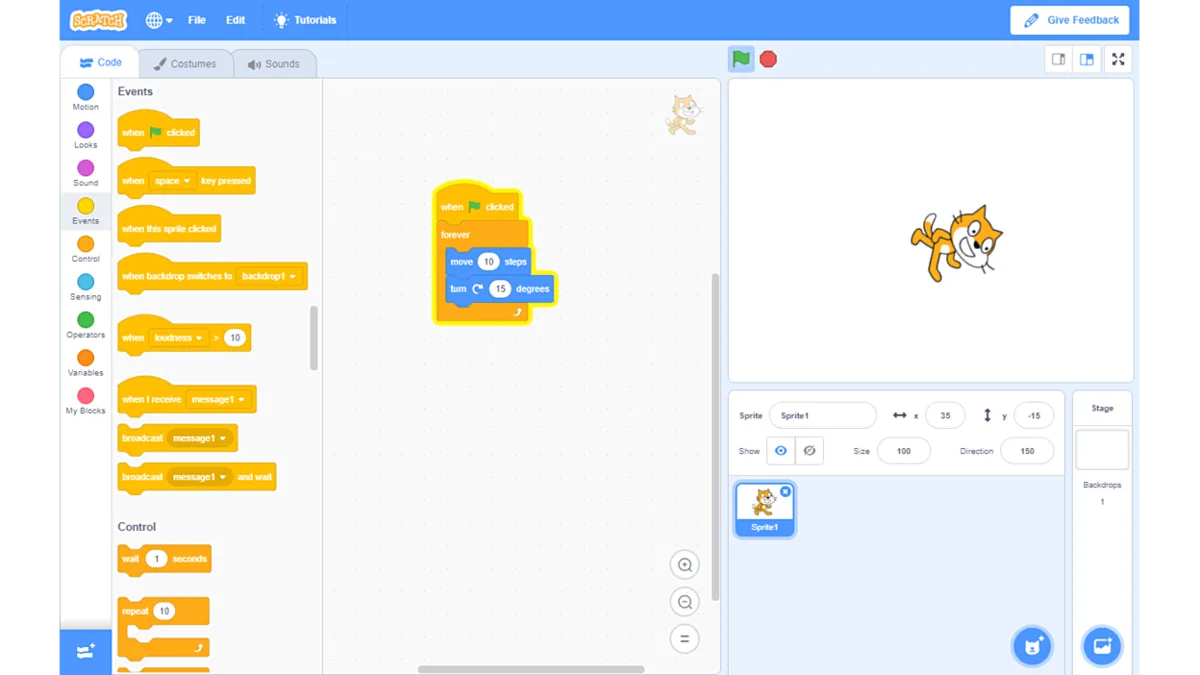 SCRATCH File Edit Tutorials Give Feedback
Code Costumes Sounds
Motion
Looks
Sound
Events
Control
Sensing
Operators
Variables
My Blocks
Events
when clicked
when space key pressed
when this sprite clicked
when backdrop switches to backdrop1
when loudness > 10
when I receive message1
broadcast message1
broadcast message1 and wait
Control
wait 1 seconds
repeat 10
when clicked
forever
move 10 steps
turn 15 degrees
Sprite Sprite1 x 35 y -15
Show Size 100 Direction 150
Sprite1
Stage
Backdrops
1